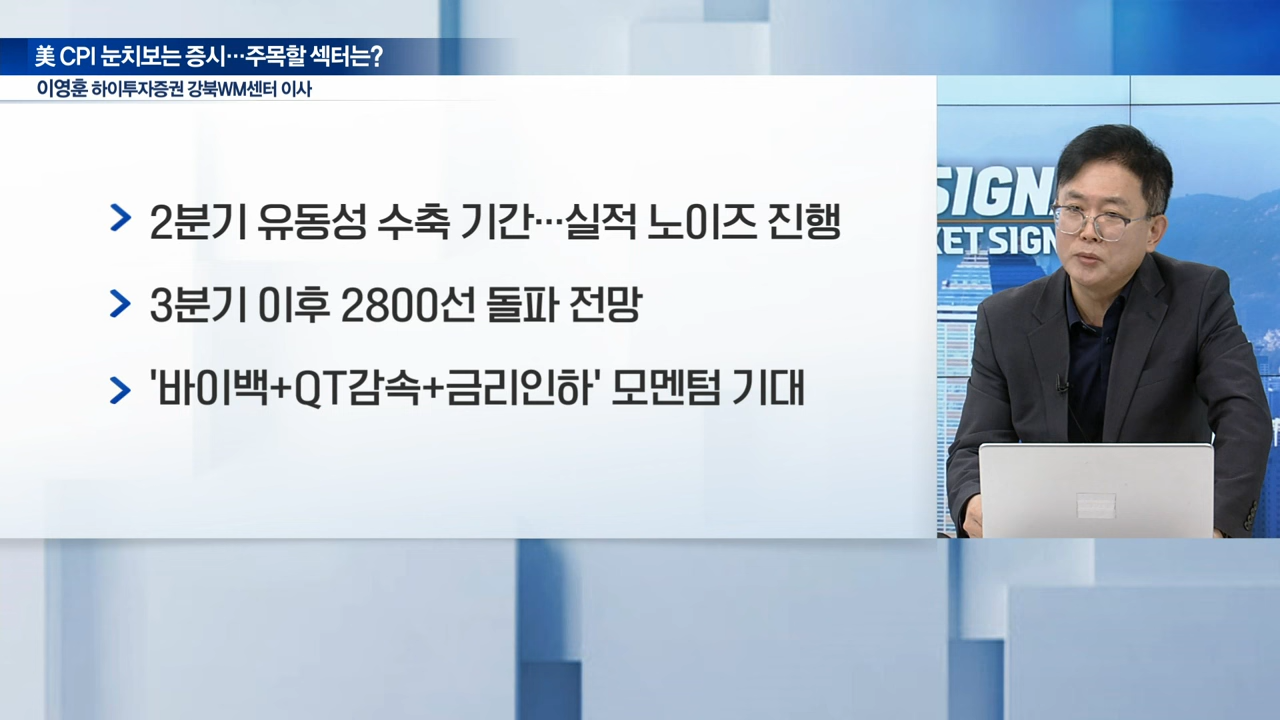 美 CPI 눈치보는 증시…주목할 섹터는?
이영훈 하이투자증권 강북WM센터 이사
2분기 유동성 수축 기간…실적 노이즈 진행
3분기 이후 2800선 돌파 전망
'바이백+QT감속+금리인하' 모멘텀 기대
SIGN
KET SIGN